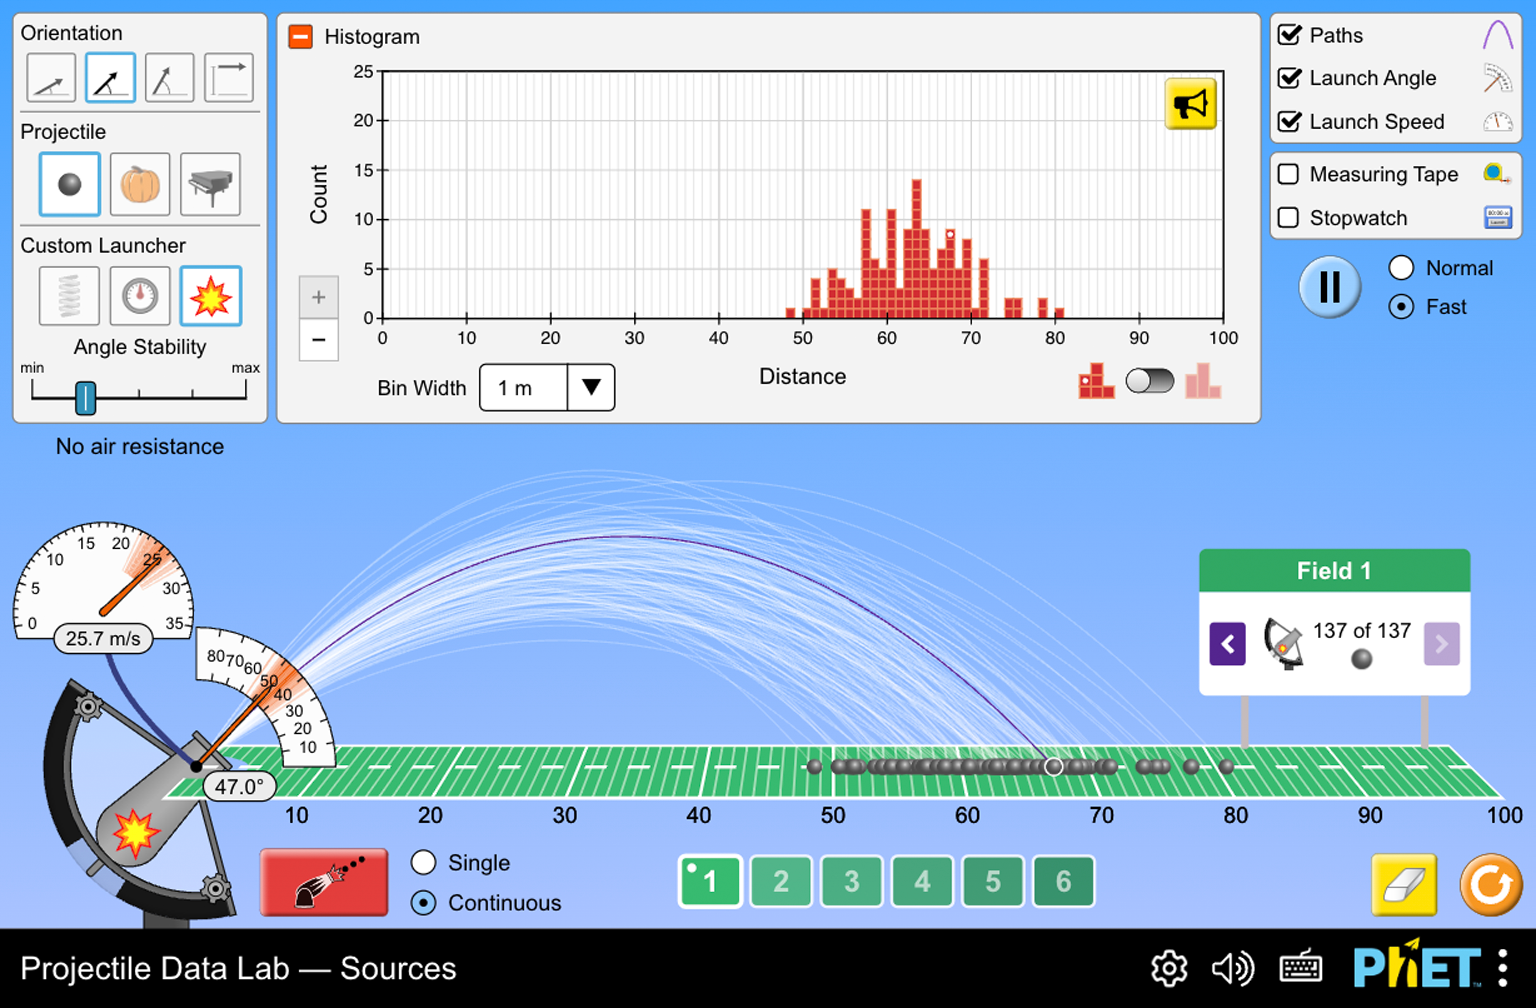 Orientation
Projectile
Custom Launcher
Angle Stability
min
max
No air resistance
Histogram
25
20
15
10
5
0
Count
0 10 20 30 40 50 60 70 80 90 100
Distance
+
−
Bin Width
1 m
Paths
Launch Angle
Launch Speed
Measuring Tape
Stopwatch
Normal
Fast
0 5 10 15 20 25 30 35
25.7 m/s
80 70 60 50 40 30 20 10
47.0°
Field 1
137 of 137
10 20 30 40 50 60 70 80 90 100
Single
Continuous
1 2 3 4 5 6
Projectile Data Lab — Sources
PhET